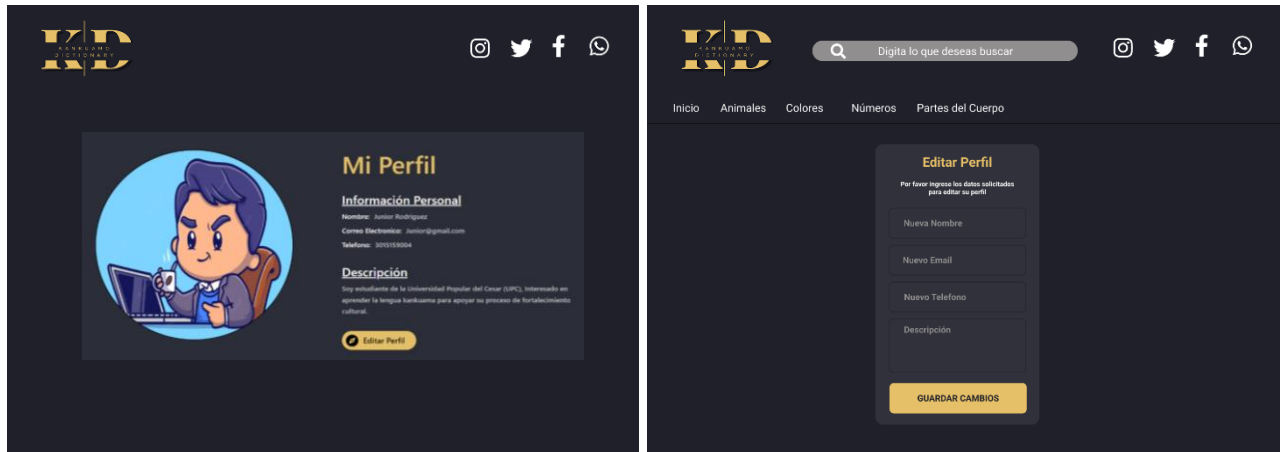 KD
KANKUAMO
DICTIONARY
Mi Perfil
Información Personal
Nombre: Junior Rodriguez
Correo Electronico: Junior@gmail.com
Telefono: 3015159004
Descripción
Soy estudiante de la Universidad Popular del Cesar (UPC), Interesado en
aprender la lengua kankuama para apoyar su proceso de fortalecimiento
cultural.
Editar Perfil
KD
KANKUAMO
DICTIONARY
Digita lo que deseas buscar
Inicio Animales Colores Números Partes del Cuerpo
Editar Perfil
Por favor ingrese los datos solicitados
para editar su perfil
Nueva Nombre
Nuevo Email
Nuevo Telefono
Descripción
GUARDAR CAMBIOS